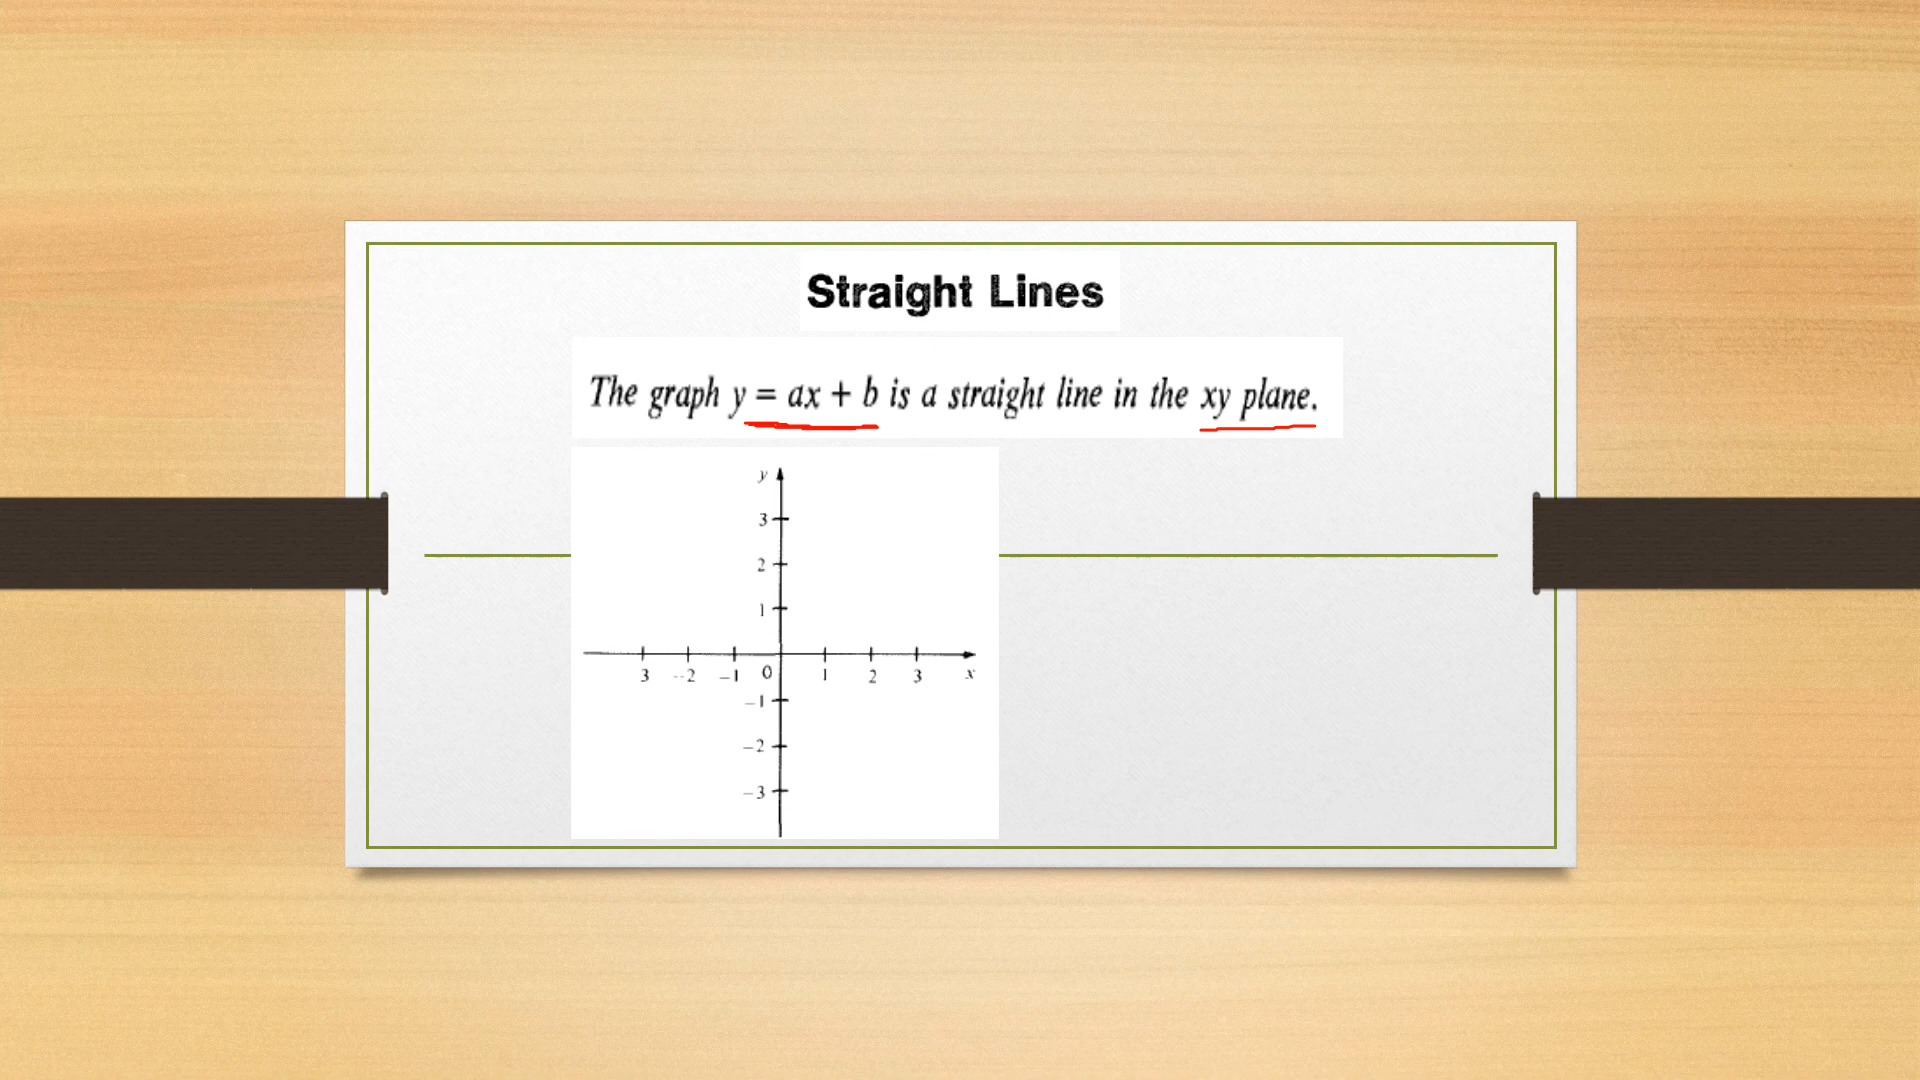 Straight Lines
The graph y = ax + b is a straight line in the xy plane.
y
3
2
1
3 --2 −1 0 1 2 3 x
−1
−2
−3